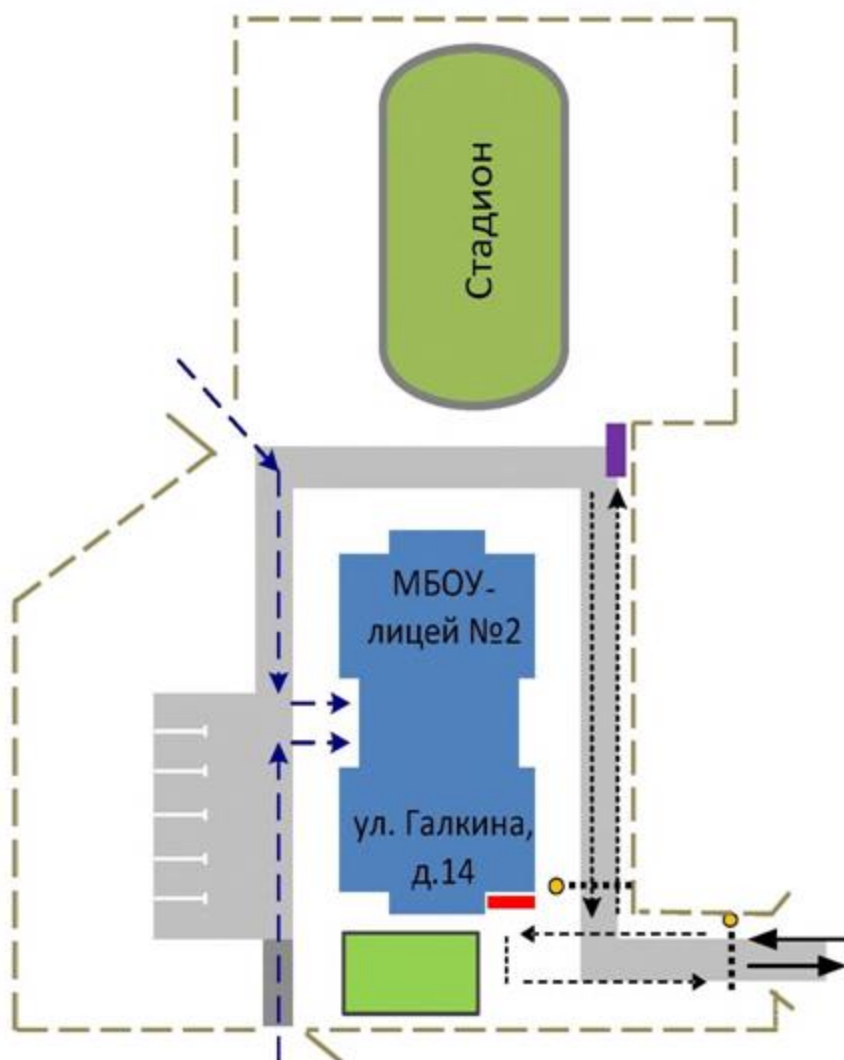 Стадион
МБОУ-
лицей №2
ул. Галкина,
д.14